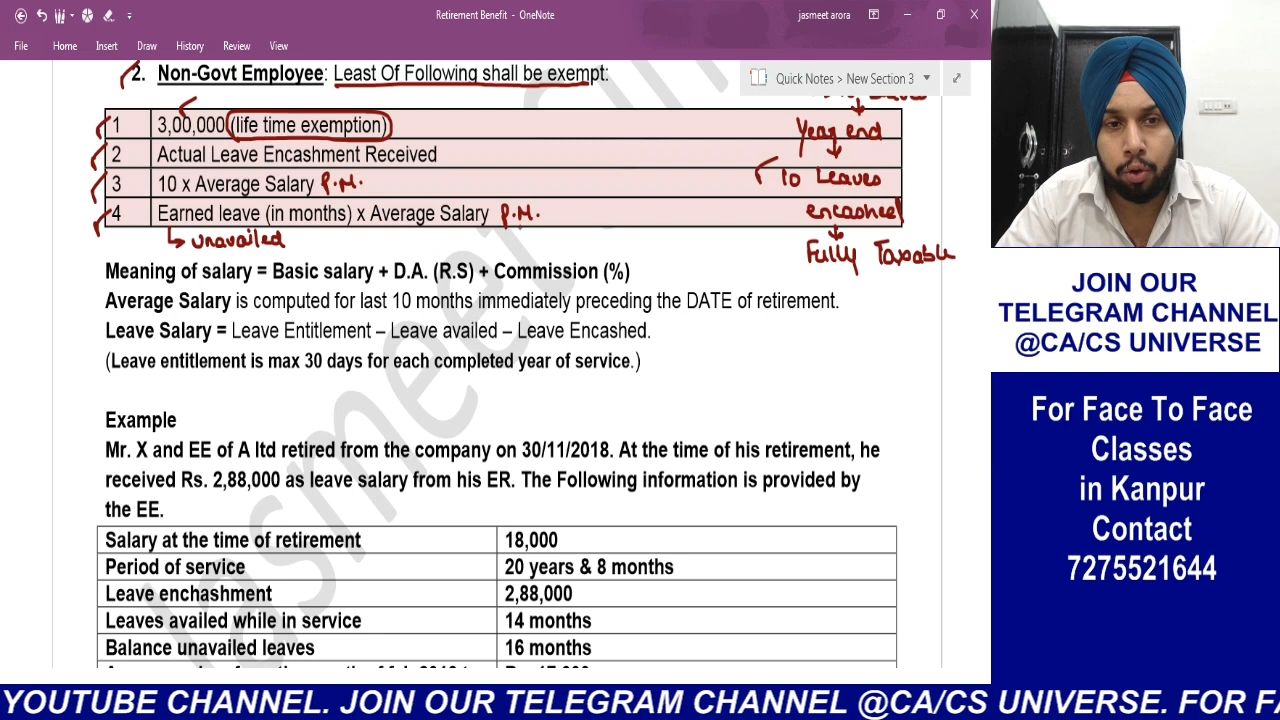 Retirement Benefit - OneNote
jasmeet arora
File Home Insert Draw History Review View
2. Non-Govt Employee: Least Of Following shall be exempt:
Quick Notes > New Section 3
1 3,00,000 (life time exemption)
Year end
2 Actual Leave Encashment Received
3 10 x Average Salary P.M.
10 Leaves
4 Earned leave (in months) x Average Salary P.M.
encashed
unavailed
Fully Taxable
Meaning of salary = Basic salary + D.A. (R.S) + Commission (%)
Average Salary is computed for last 10 months immediately preceding the DATE of retirement.
Leave Salary = Leave Entitlement – Leave availed – Leave Encashed.
(Leave entitlement is max 30 days for each completed year of service.)
Example
Mr. X and EE of A ltd retired from the company on 30/11/2018. At the time of his retirement, he
received Rs. 2,88,000 as leave salary from his ER. The Following information is provided by
the EE.
Salary at the time of retirement 18,000
Period of service 20 years & 8 months
Leave enchashment 2,88,000
Leaves availed while in service 14 months
Balance unavailed leaves 16 months
Jasmeet
JOIN OUR
TELEGRAM CHANNEL
@CA/CS UNIVERSE
For Face To Face
Classes
in Kanpur
Contact
7275521644
YOUTUBE CHANNEL. JOIN OUR TELEGRAM CHANNEL @CA/CS UNIVERSE. FOR FA